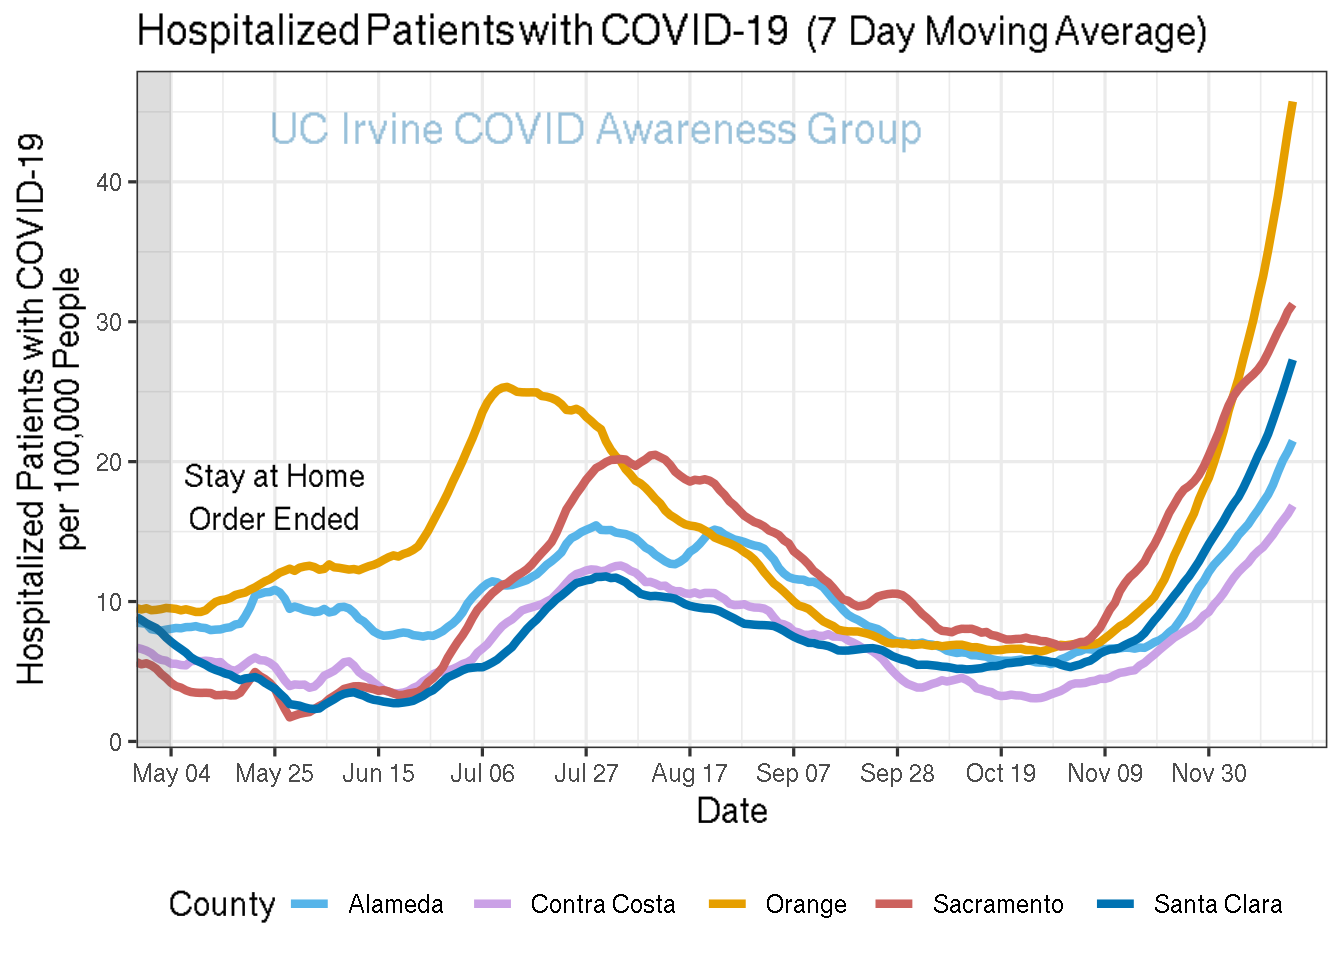 Hospitalized Patients with COVID-19 (7 Day Moving Average)
Hospitalized Patients with COVID-19
per 100,000 People
UC Irvine COVID Awareness Group
40
30
20
10
0
Stay at Home
Order Ended
May 04 May 25 Jun 15 Jul 06 Jul 27 Aug 17 Sep 07 Sep 28 Oct 19 Nov 09 Nov 30
Date
County Alameda Contra Costa Orange Sacramento Santa Clara